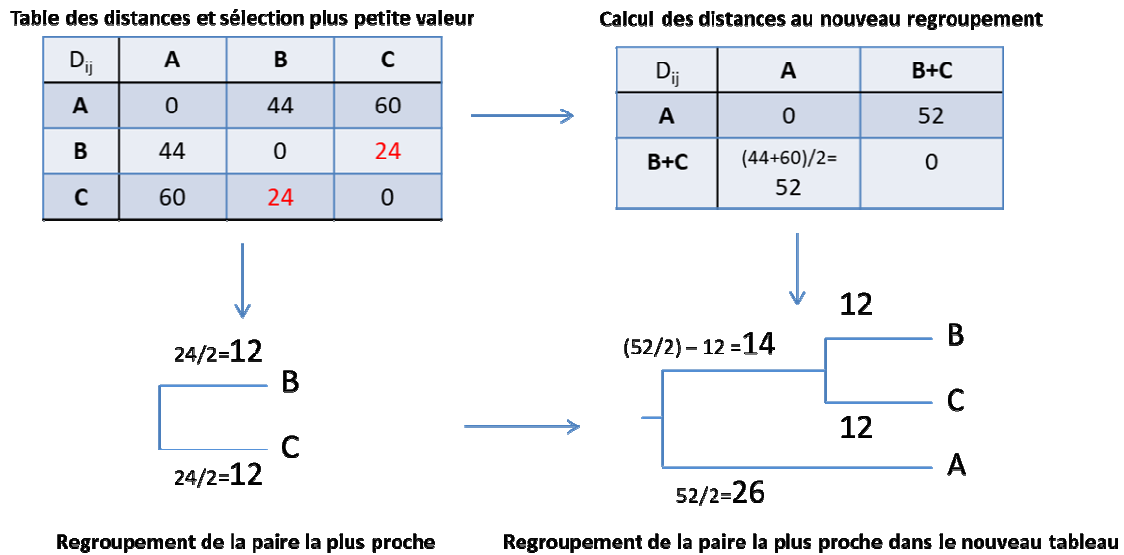 Table des distances et sélection plus petite valeur
Dij A B C
A 0 44 60
B 44 0 24
C 60 24 0
Calcul des distances au nouveau regroupement
Dij A B+C
A 0 52
B+C (44+60)/2= 52 0
24/2=12
B
C
24/2=12
Regroupement de la paire la plus proche
12
(52/2) – 12 =14
B
C
12
A
52/2=26
Regroupement de la paire la plus proche dans le nouveau tableau